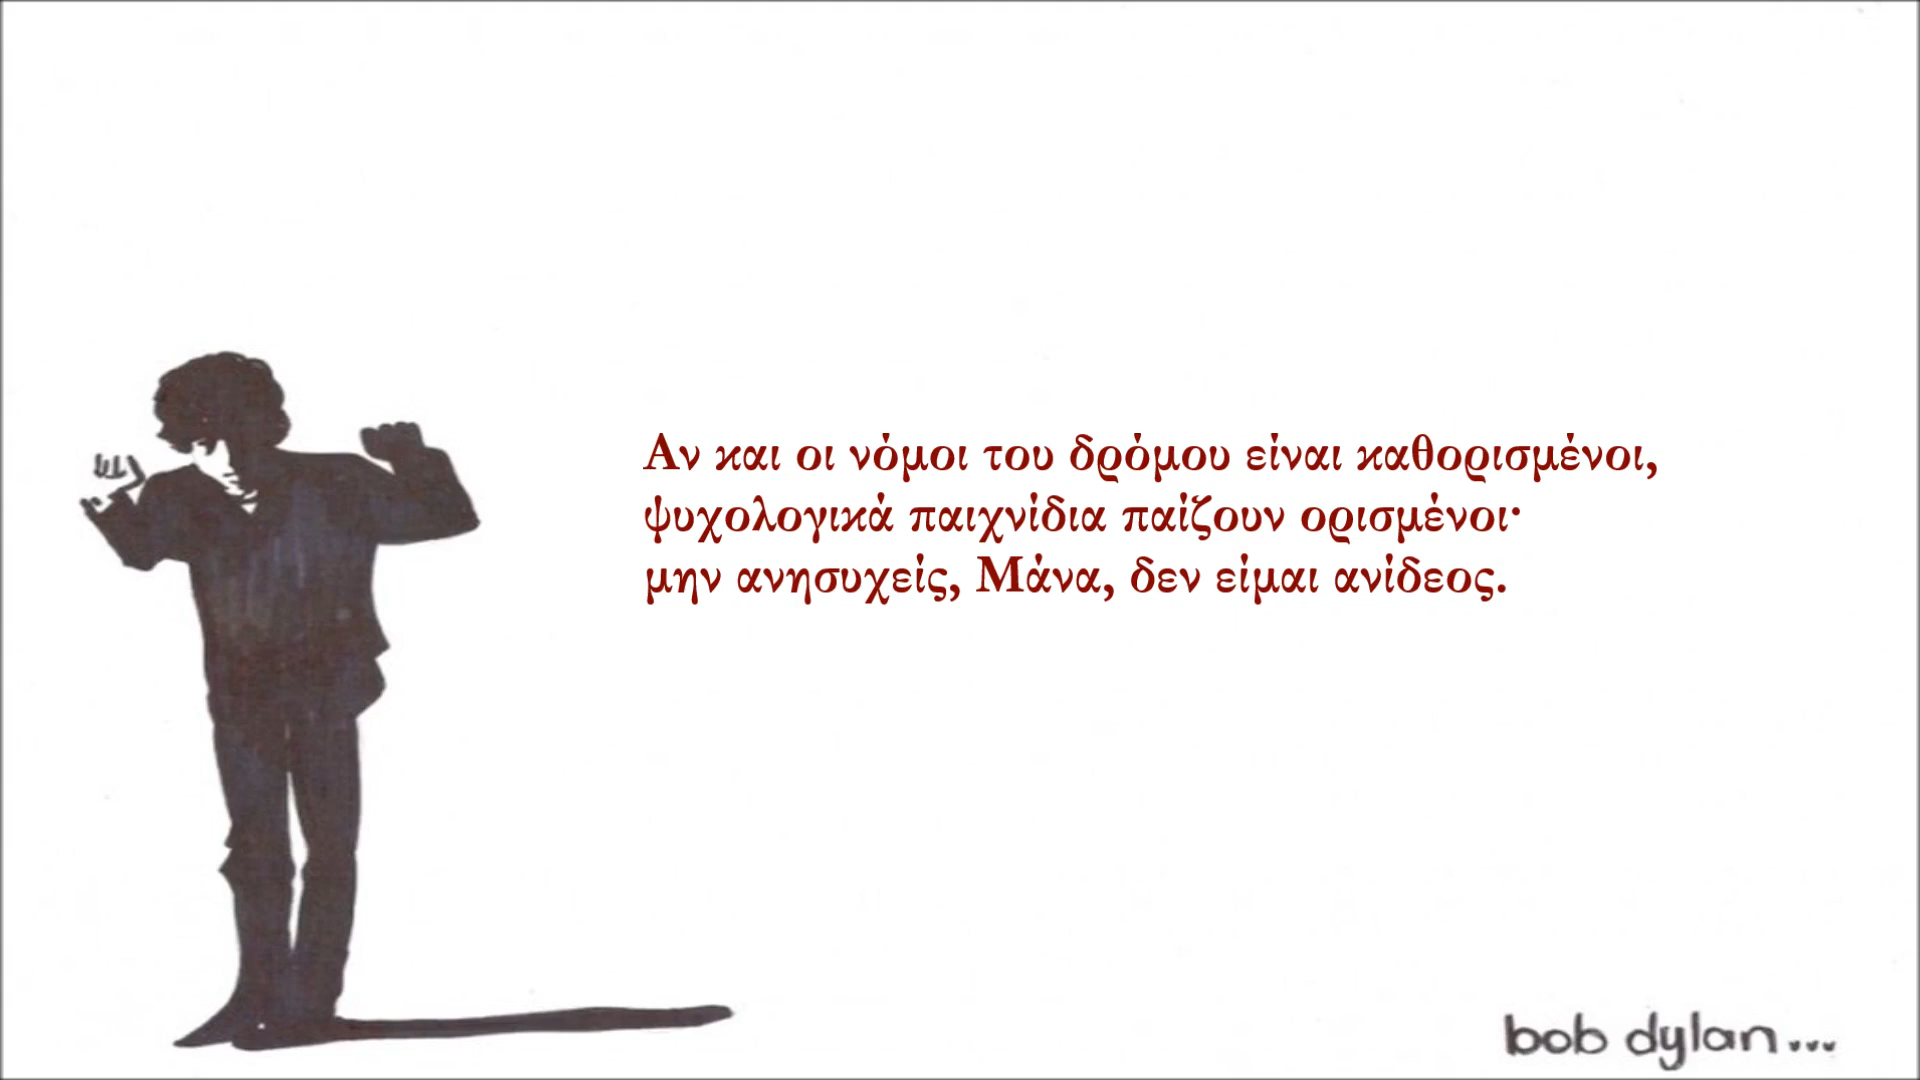 Αν και οι νόμοι του δρόμου είναι καθορισμένοι,
ψυχολογικά παιχνίδια παίζουν ορισμένοι·
μην ανησυχείς, Μάνα, δεν είμαι ανίδεος.
bob dylan...